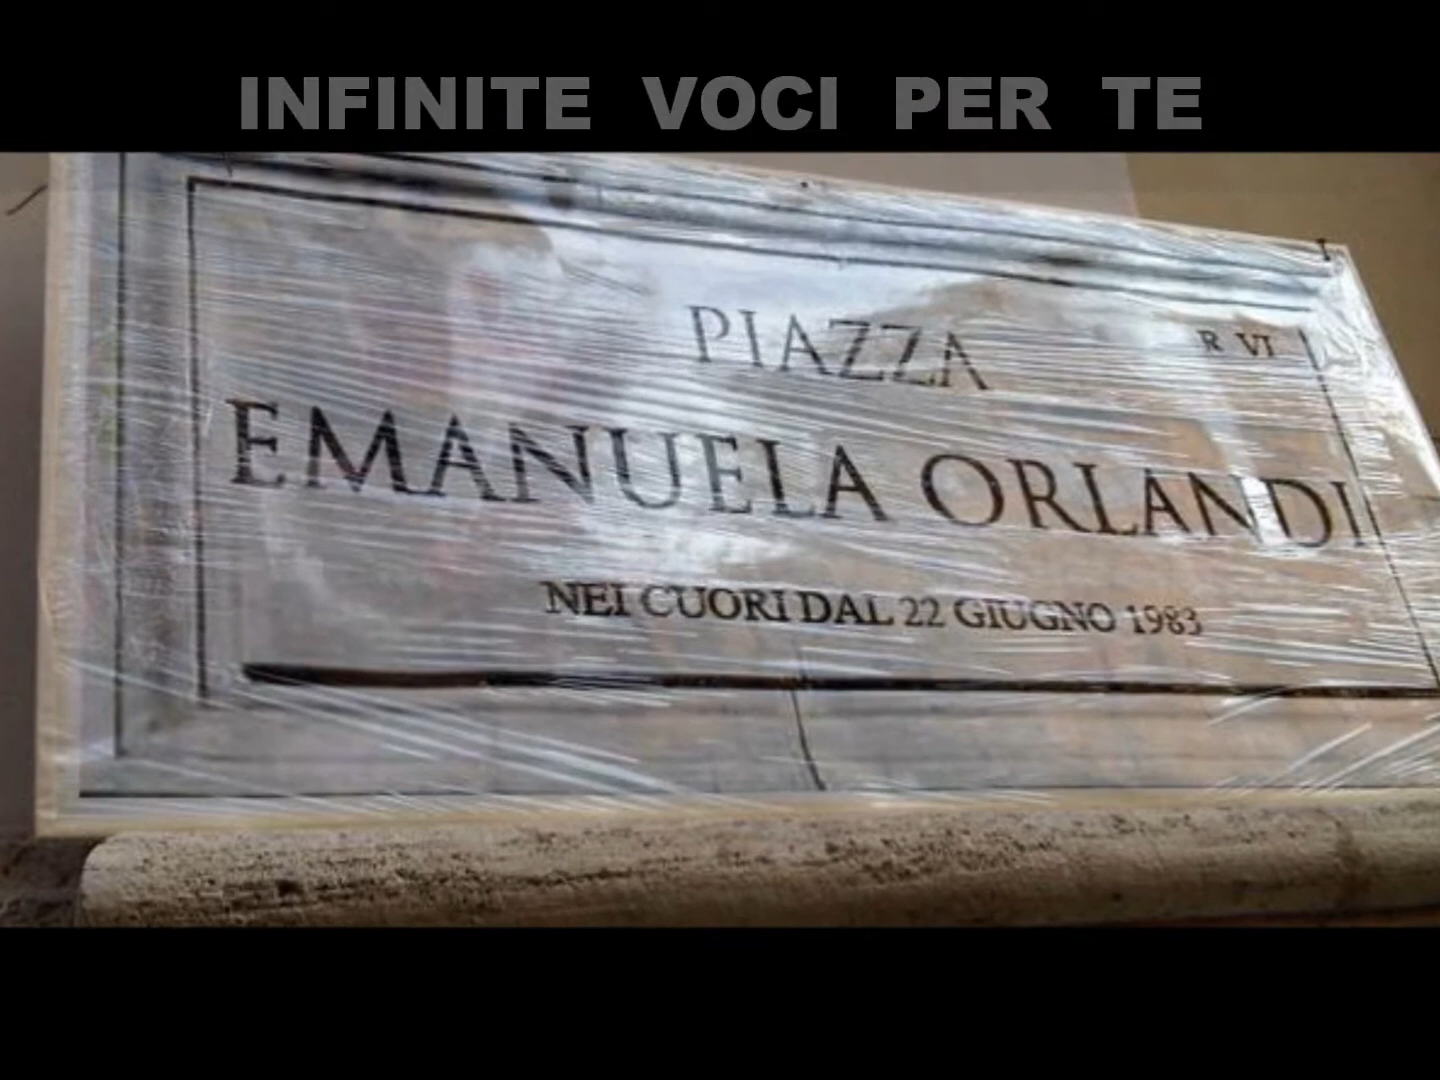 INFINITE VOCI PER TE
PIAZZA
R VI
EMANUELA ORLANDI
NEI CUORI DAL 22 GIUGNO 1983